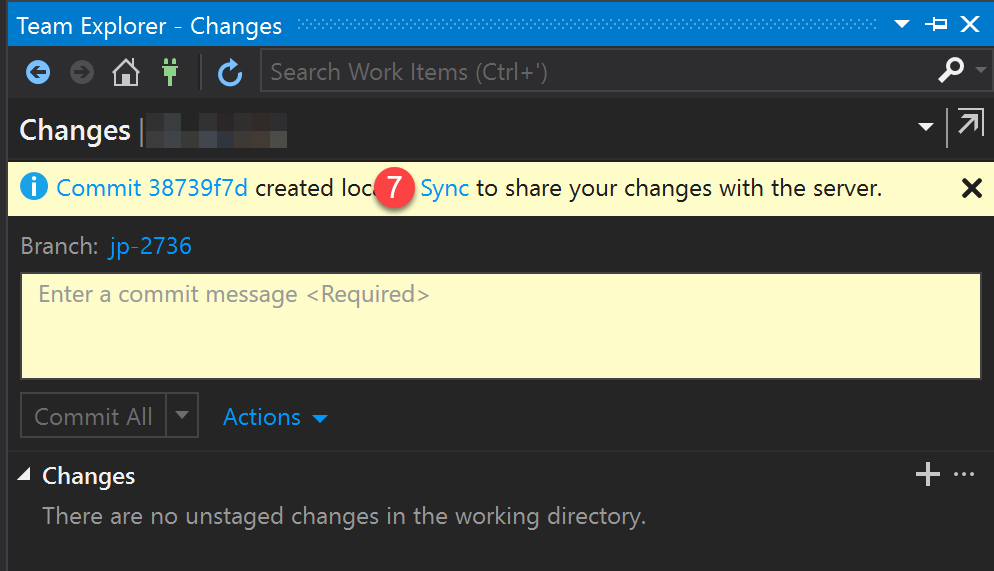 Team Explorer - Changes
Search Work Items (Ctrl+')
Changes |
Commit 38739f7d created loc 7 Sync to share your changes with the server.
Branch: jp-2736
Enter a commit message <Required>
Commit All Actions
Changes
There are no unstaged changes in the working directory.